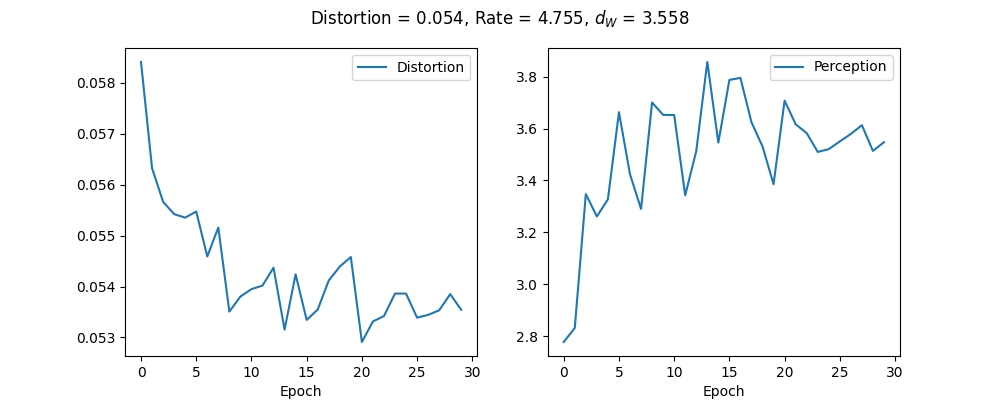 Distortion = 0.054, Rate = 4.755, d_W = 3.558
Distortion
0.058
0.057
0.056
0.055
0.054
0.053
0 5 10 15 20 25 30
Epoch
Perception
3.8
3.6
3.4
3.2
3.0
2.8
0 5 10 15 20 25 30
Epoch